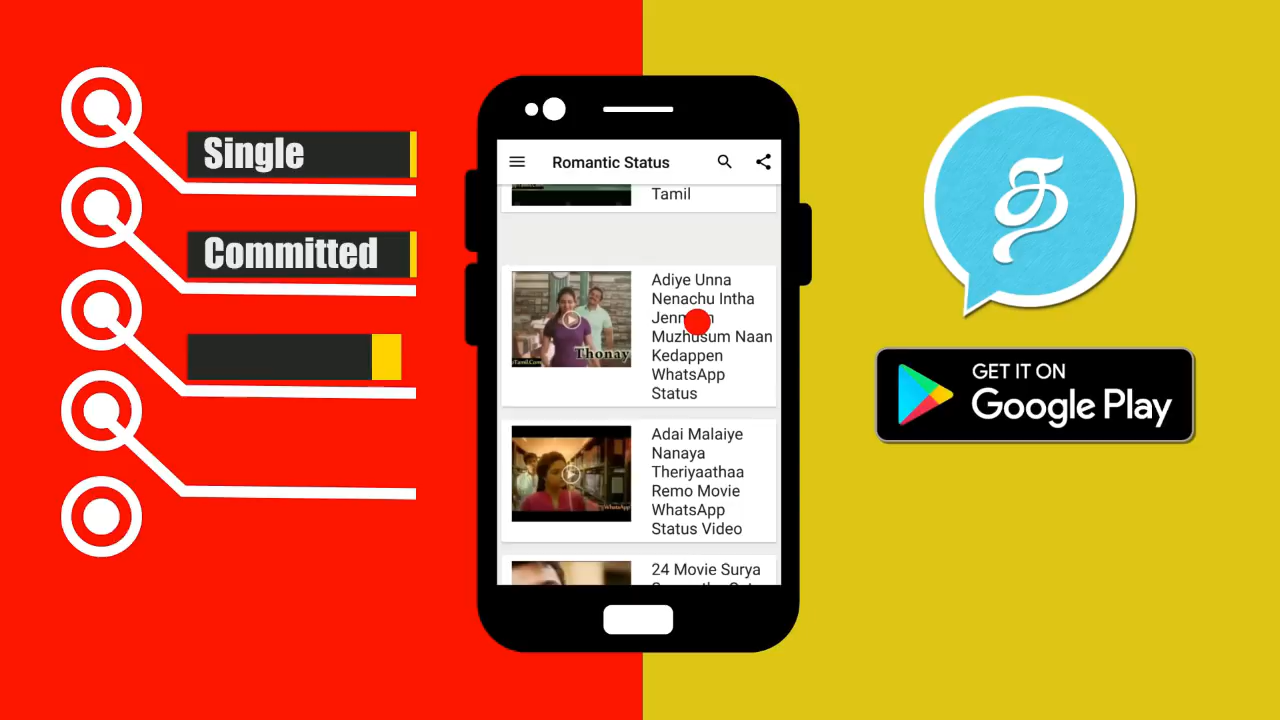 Single
Committed
Romantic Status
Tamil
Adiye Unna
Nenachu Intha
Muzhusum Naan
Kedappen
WhatsApp
Status
Thonay
Adai Malaiye
Nanaya
Theriyaathaa
Remo Movie
WhatsApp
Status Video
WhatsApp
24 Movie Surya
த
GET IT ON
Google Play